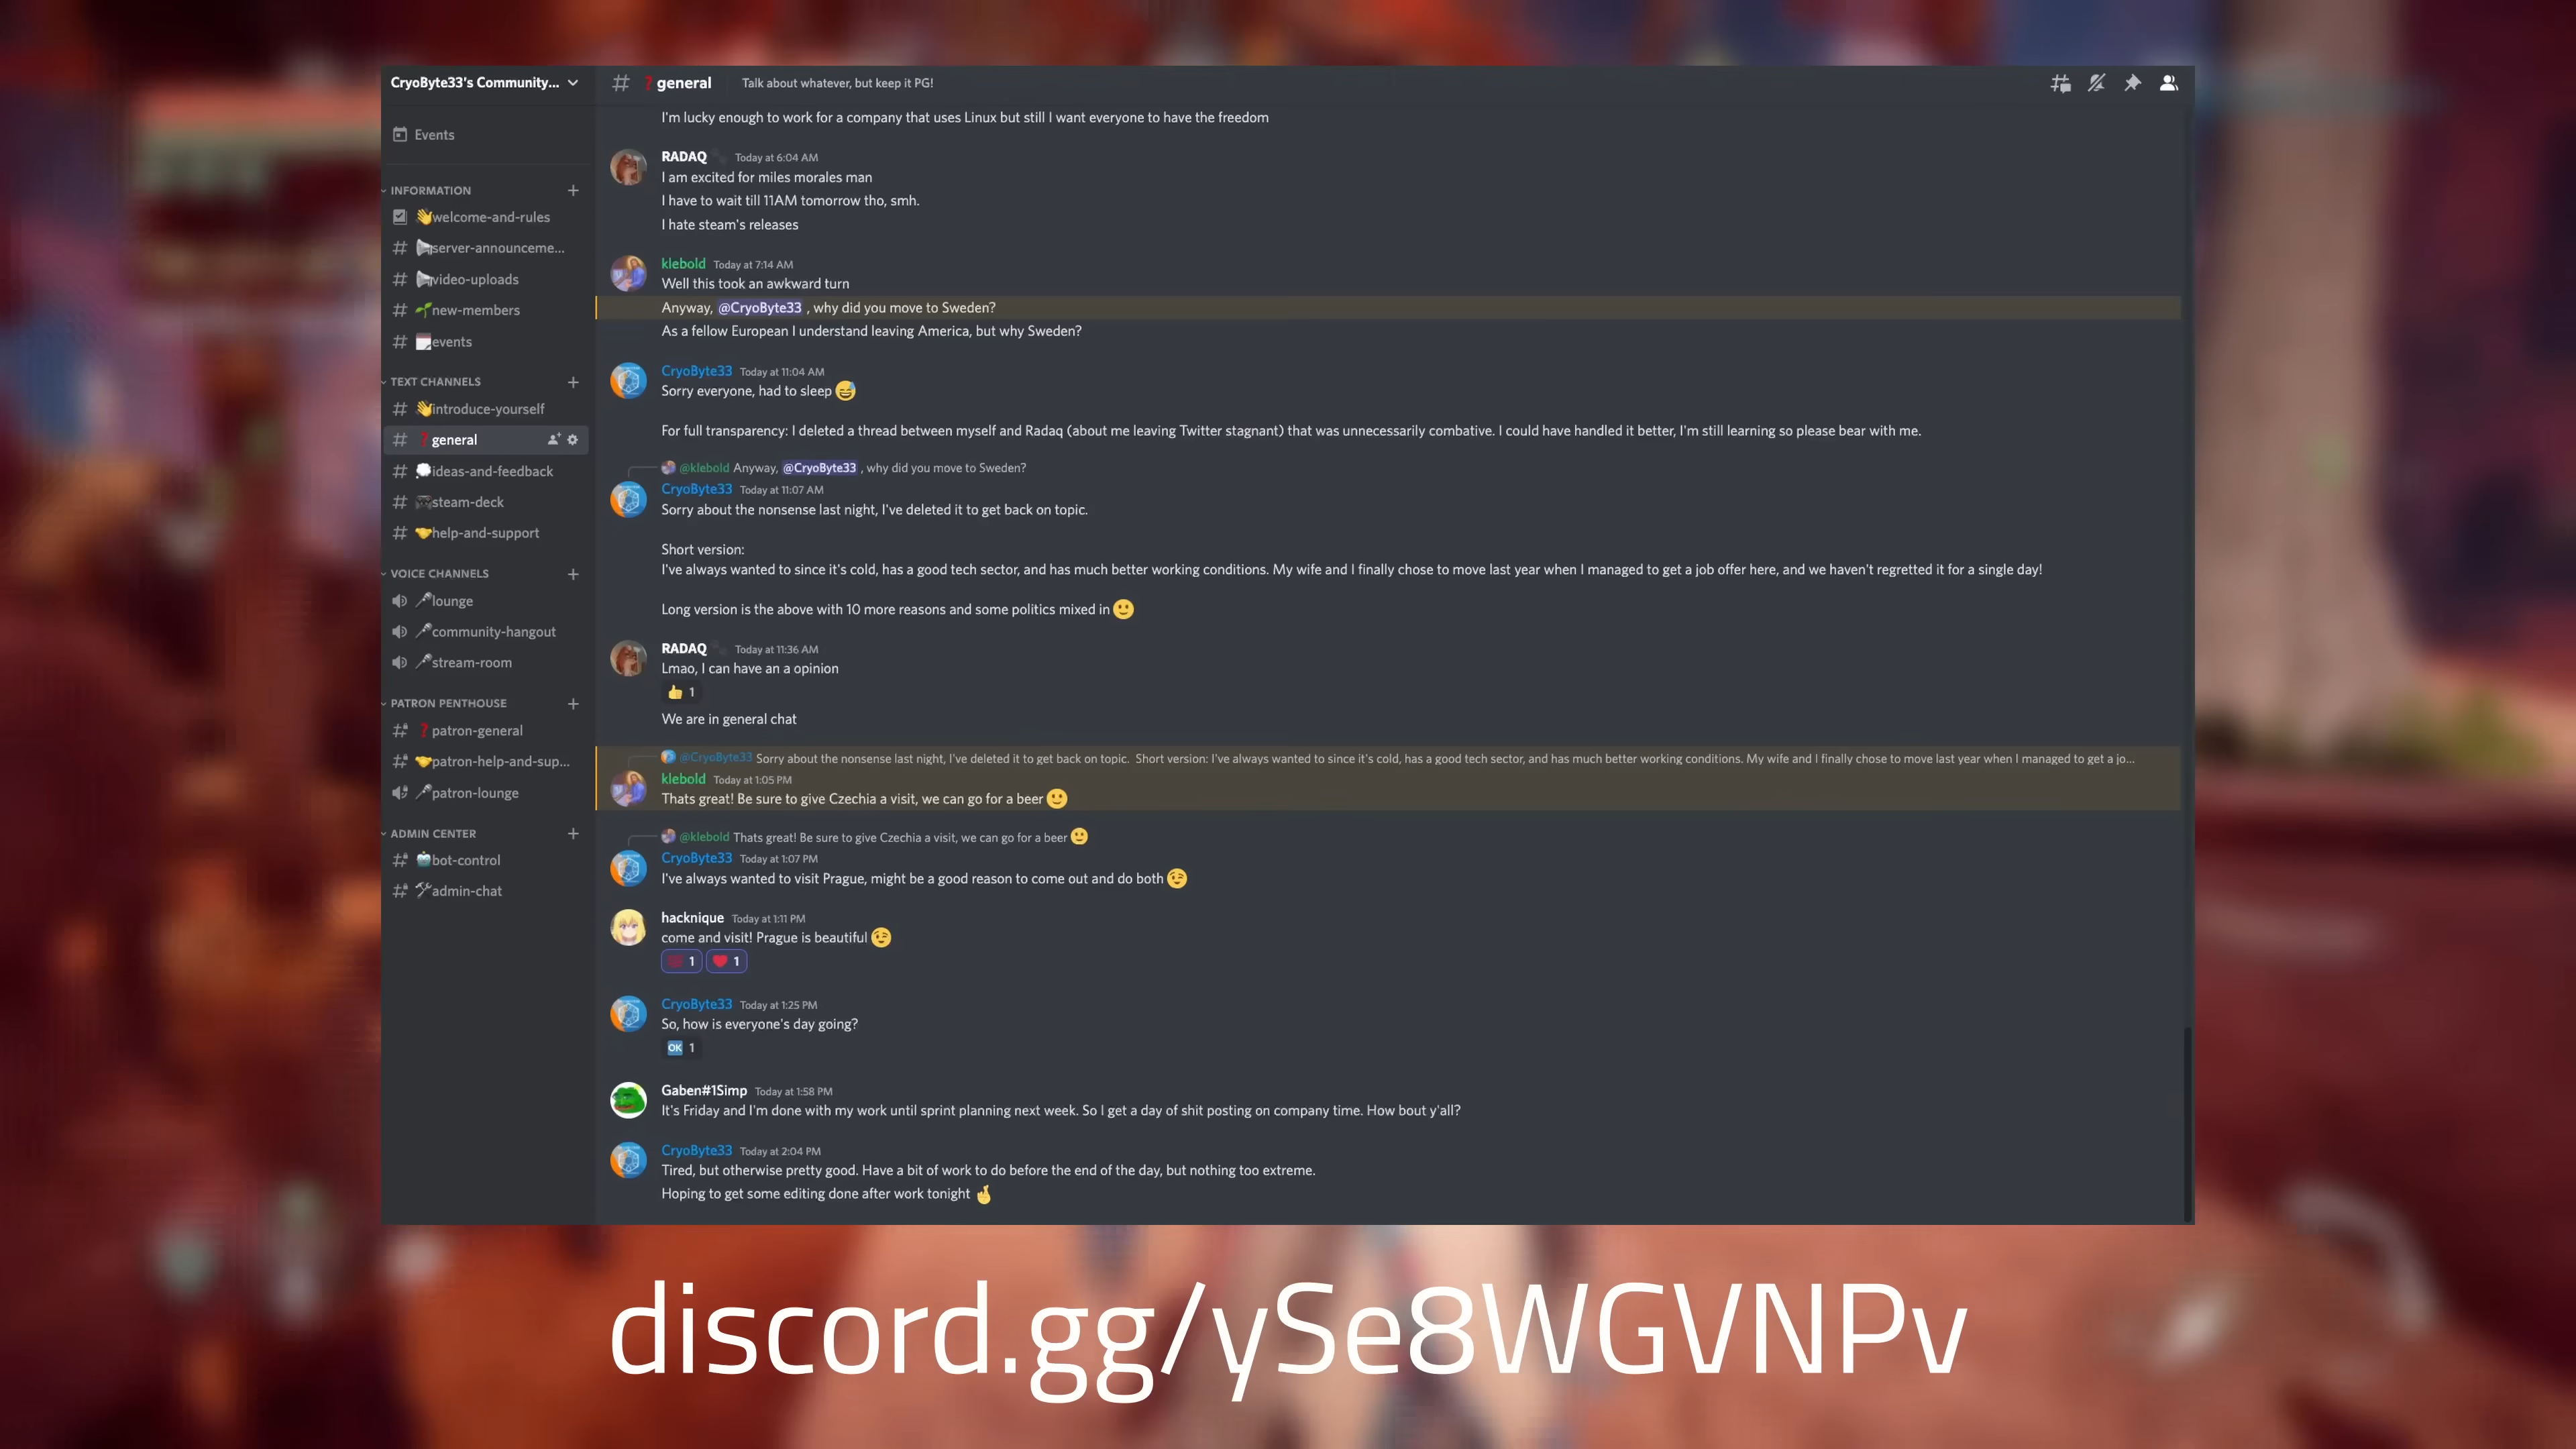 CryoByte33's Community...
Events
INFORMATION
welcome-and-rules
server-announceme...
video-uploads
new-members
events
TEXT CHANNELS
introduce-yourself
general
ideas-and-feedback
steam-deck
help-and-support
VOICE CHANNELS
lounge
community-hangout
stream-room
PATRON PENTHOUSE
patron-general
patron-help-and-sup...
patron-lounge
ADMIN CENTER
bot-control
admin-chat
general Talk about whatever, but keep it PG!
I'm lucky enough to work for a company that uses Linux but still I want everyone to have the freedom
RADAQ Today at 6:04 AM
I am excited for miles morales man
I have to wait till 11AM tomorrow tho, smh.
I hate steam's releases
klebold Today at 7:14 AM
Well this took an awkward turn
Anyway, @CryoByte33 , why did you move to Sweden?
As a fellow European I understand leaving America, but why Sweden?
CryoByte33 Today at 11:04 AM
Sorry everyone, had to sleep 😅
For full transparency: I deleted a thread between myself and Radaq (about me leaving Twitter stagnant) that was unnecessarily combative. I could have handled it better, I'm still learning so please bear with me.
@klebold Anyway, @CryoByte33 , why did you move to Sweden?
CryoByte33 Today at 11:07 AM
Sorry about the nonsense last night, I've deleted it to get back on topic.
Short version:
I've always wanted to since it's cold, has a good tech sector, and has much better working conditions. My wife and I finally chose to move last year when I managed to get a job offer here, and we haven't regretted it for a single day!
Long version is the above with 10 more reasons and some politics mixed in 🙂
RADAQ Today at 11:36 AM
Lmao, I can have an a opinion
👍 1
We are in general chat
@CryoByte33 Sorry about the nonsense last night, I've deleted it to get back on topic. Short version: I've always wanted to since it's cold, has a good tech sector, and has much better working conditions. My wife and I finally chose to move last year when I managed to get a jo...
klebold Today at 1:05 PM
Thats great! Be sure to give Czechia a visit, we can go for a beer 🙂
@klebold Thats great! Be sure to give Czechia a visit, we can go for a beer 🙂
CryoByte33 Today at 1:07 PM
I've always wanted to visit Prague, might be a good reason to come out and do both 😉
hacknique Today at 1:11 PM
come and visit! Prague is beautiful 😉
1 ❤️ 1
CryoByte33 Today at 1:25 PM
So, how is everyone's day going?
OK 1
Gaben#1Simp Today at 1:58 PM
It's Friday and I'm done with my work until sprint planning next week. So I get a day of shit posting on company time. How bout y'all?
CryoByte33 Today at 2:04 PM
Tired, but otherwise pretty good. Have a bit of work to do before the end of the day, but nothing too extreme.
Hoping to get some editing done after work tonight 🤞
discord.gg/ySe8WGVNPv